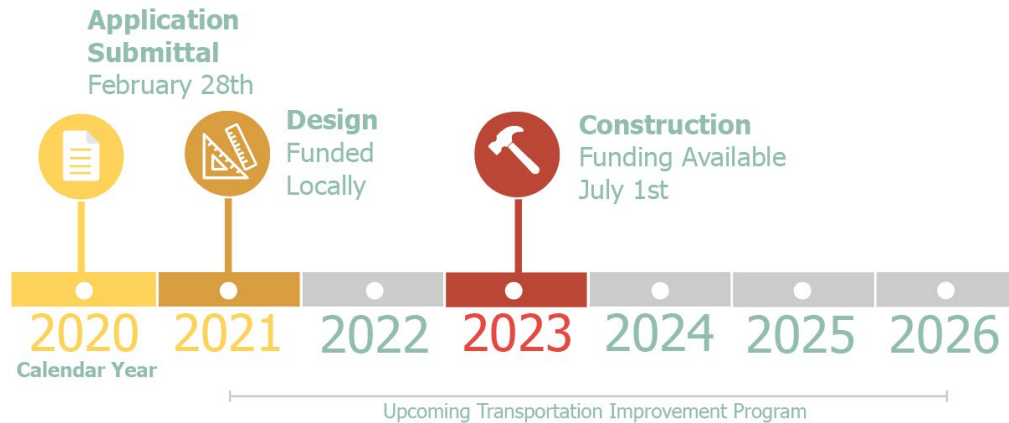 Application
Submittal
February 28th
Design
Funded
Locally
Construction
Funding Available
July 1st
2020
2021
2022
2023
2024
2025
2026
Calendar Year
Upcoming Transportation Improvement Program